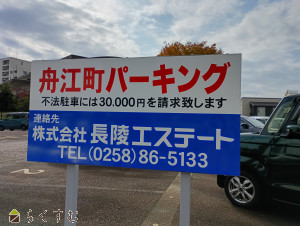 舟江町パーキング
不法駐車には30,000円を請求致します
連絡先
株式会社 長陵エステート
TEL(0258)86-5133
らくすむ